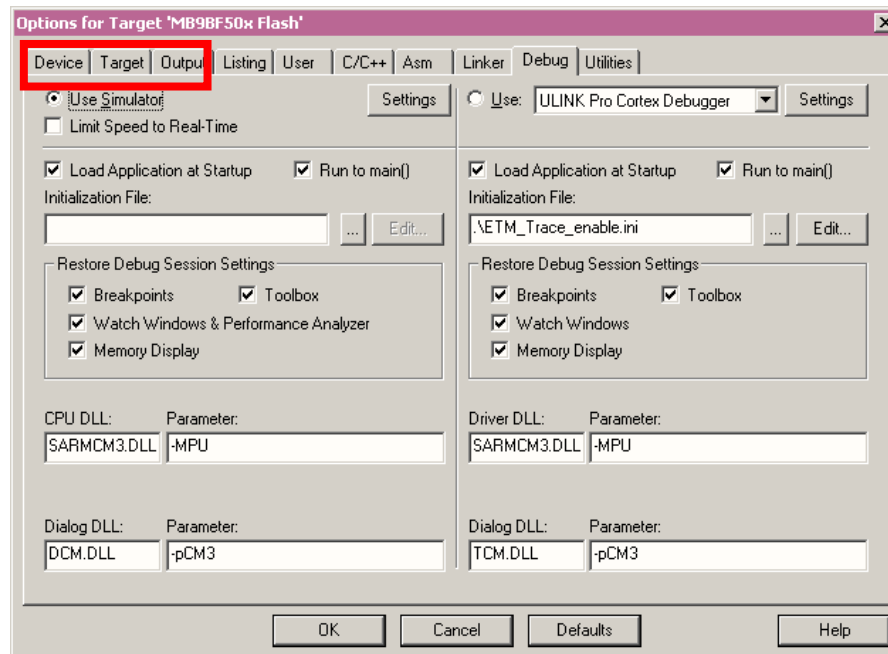 Options for Target 'MB9BF50x Flash'
Device Target Output Listing User C/C++ Asm Linker Debug Utilities
Use Simulator Settings Use: ULINK Pro Cortex Debugger Settings
Limit Speed to Real-Time
Load Application at Startup Run to main() Load Application at Startup Run to main()
Initialization File: Initialization File:
... Edit... .\ETM_Trace_enable.ini ... Edit...
Restore Debug Session Settings Restore Debug Session Settings
Breakpoints Toolbox Breakpoints Toolbox
Watch Windows & Performance Analyzer Watch Windows
Memory Display Memory Display
CPU DLL: Parameter: Driver DLL: Parameter:
SARMCM3.DLL -MPU SARMCM3.DLL -MPU
Dialog DLL: Parameter: Dialog DLL: Parameter:
DCM.DLL -pCM3 TCM.DLL -pCM3
OK Cancel Defaults Help